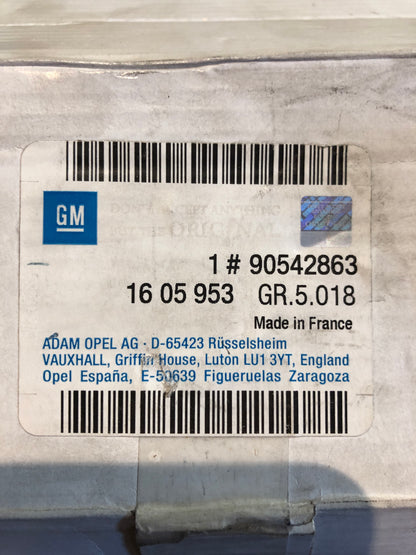 GM
ORIGINAL
1 # 90542863
16 05 953 GR.5.018
Made in France
ADAM OPEL AG · D-65423 Rüsselsheim
VAUXHALL, Griffin House, Luton LU1 3YT, England
Opel España, E-50639 Figueruelas Zaragoza